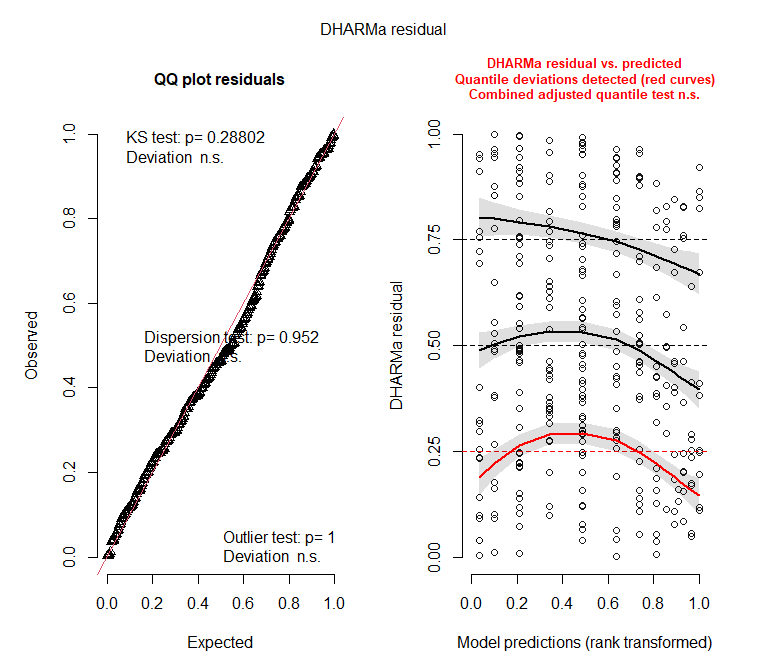 DHARMa residual
QQ plot residuals
KS test: p= 0.28802
Deviation n.s.
Dispersion test: p= 0.952
Deviation n.s.
Outlier test: p= 1
Deviation n.s.
Observed
0.0 0.2 0.4 0.6 0.8 1.0
0.0 0.2 0.4 0.6 0.8 1.0
Expected
DHARMa residual vs. predicted
Quantile deviations detected (red curves)
Combined adjusted quantile test n.s.
DHARMa residual
0.00 0.25 0.50 0.75 1.00
0.0 0.2 0.4 0.6 0.8 1.0
Model predictions (rank transformed)